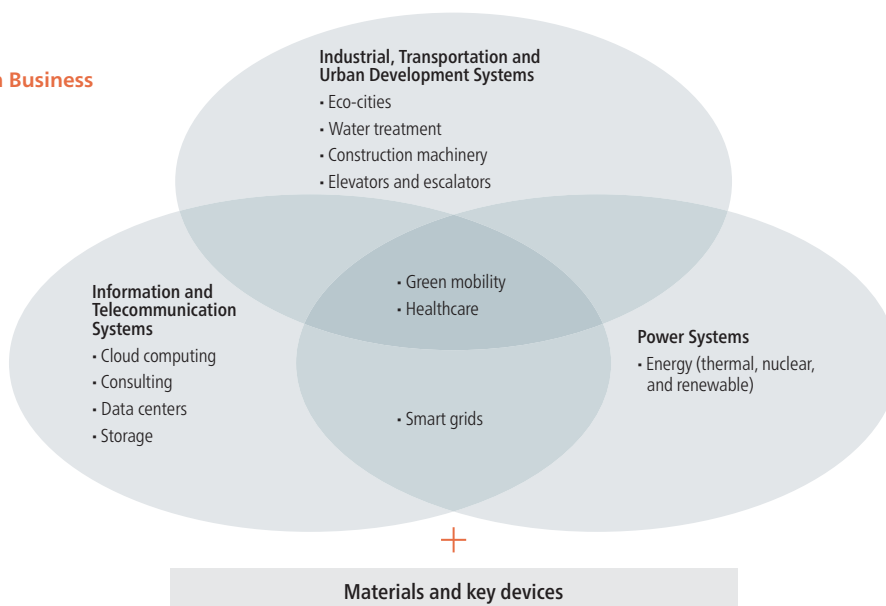 Business
Industrial, Transportation and
Urban Development Systems
• Eco-cities
• Water treatment
• Construction machinery
• Elevators and escalators
• Green mobility
• Healthcare
Information and
Telecommunication
Systems
• Cloud computing
• Consulting
• Data centers
• Storage
Power Systems
• Energy (thermal, nuclear,
and renewable)
• Smart grids
+
Materials and key devices